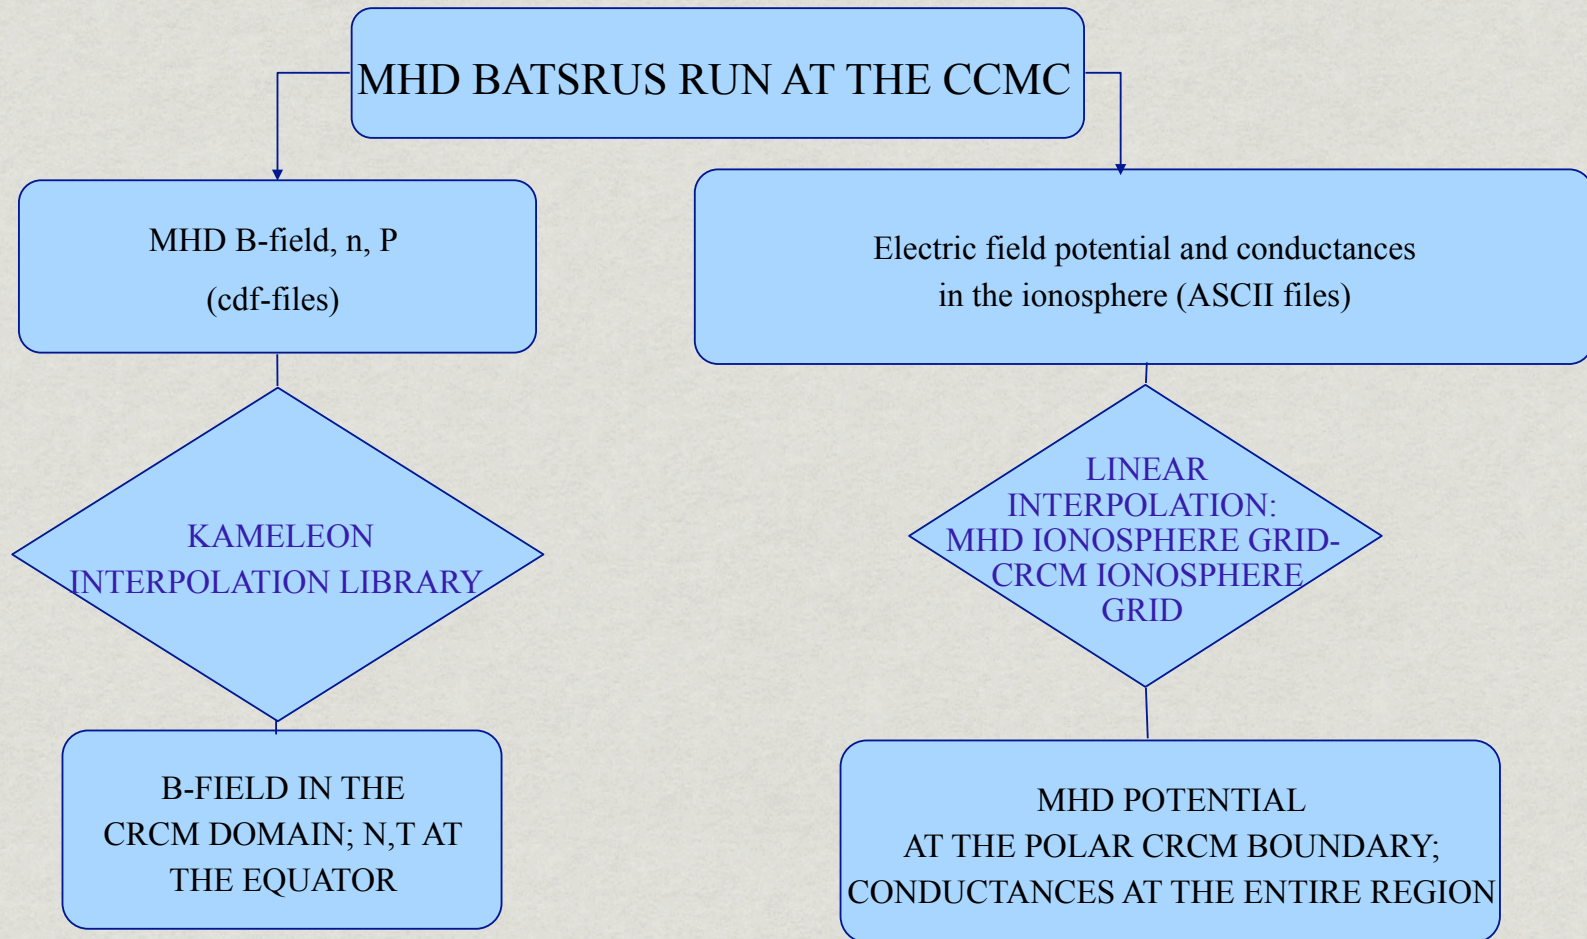 MHD BATSRUS RUN AT THE CCMC
MHD B-field, n, P
(cdf-files)
Electric field potential and conductances
in the ionosphere (ASCII files)
KAMELEON
INTERPOLATION LIBRARY
LINEAR
INTERPOLATION:
MHD IONOSPHERE GRID-
CRCM IONOSPHERE
GRID
B-FIELD IN THE
CRCM DOMAIN; N,T AT
THE EQUATOR
MHD POTENTIAL
AT THE POLAR CRCM BOUNDARY;
CONDUCTANCES AT THE ENTIRE REGION